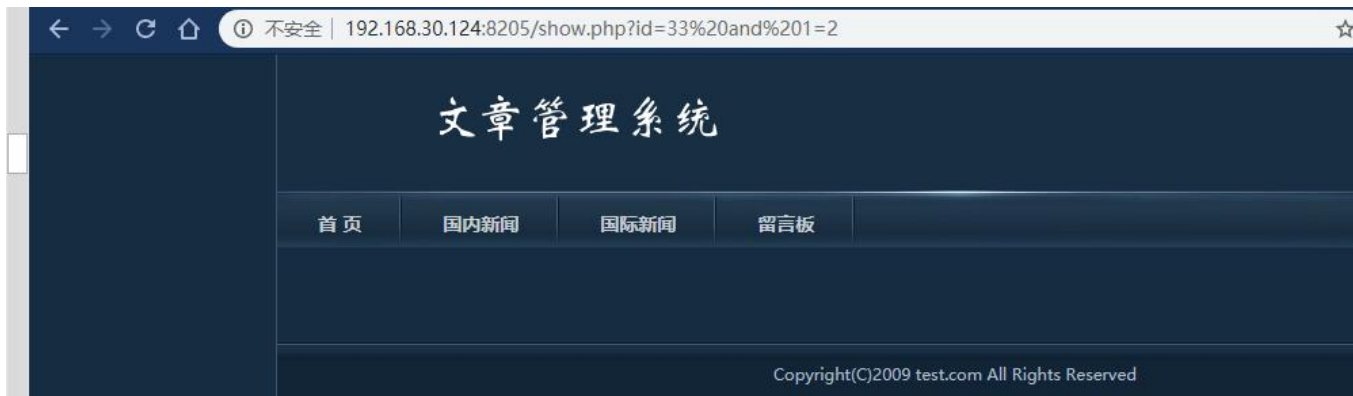 不安全 | 192.168.30.124:8205/show.php?id=33%20and%201=2
文章管理系统
首 页 国内新闻 国际新闻 留言板
Copyright(C)2009 test.com All Rights Reserved